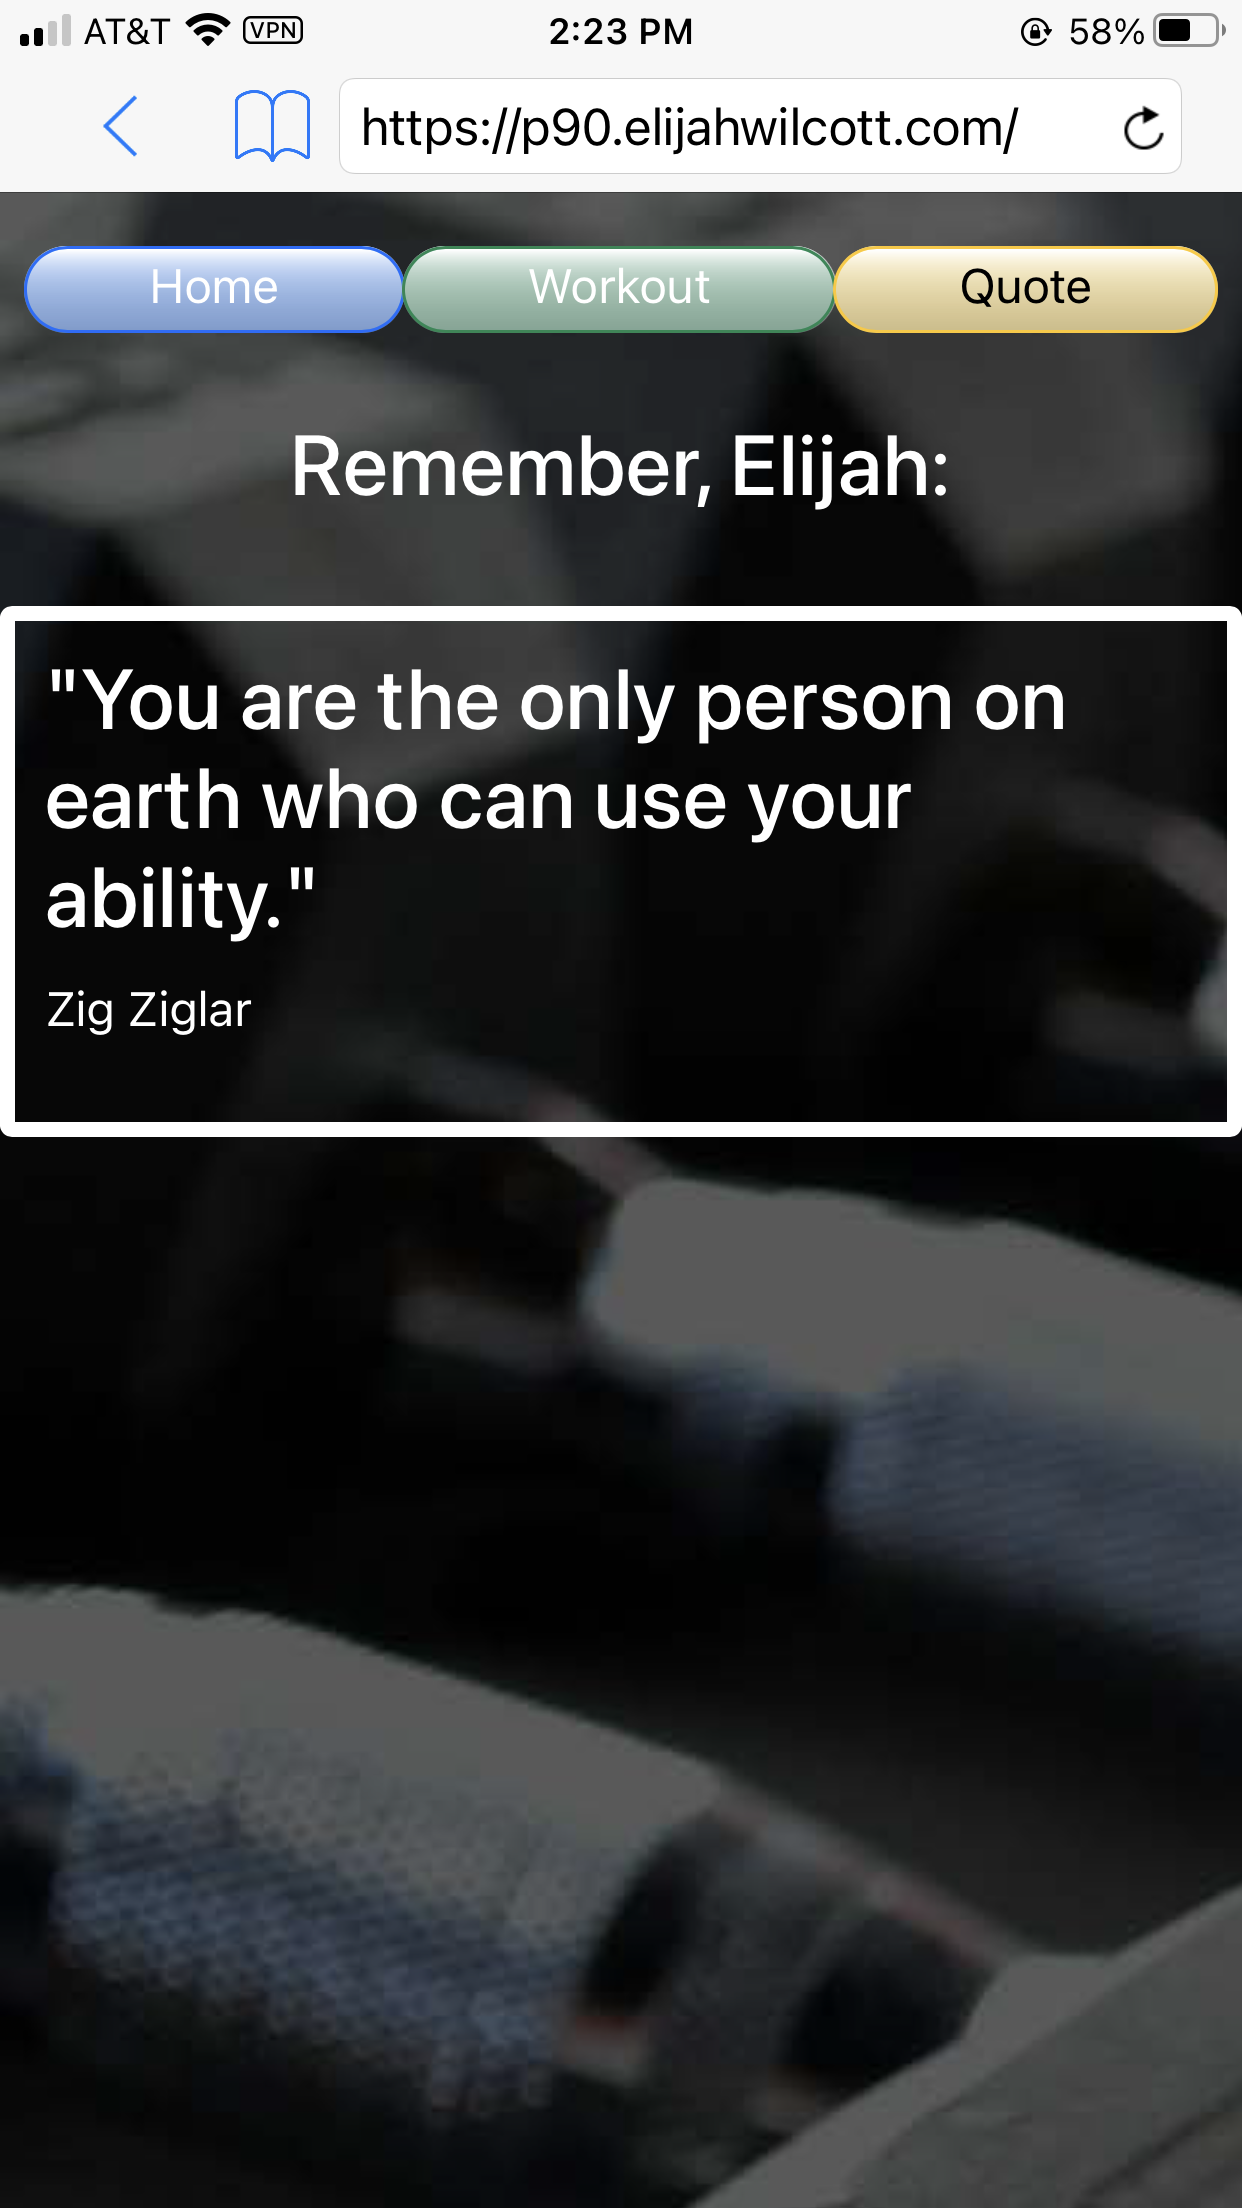 AT&T VPN 2:23 PM 58%
https://p90.elijahwilcott.com/
Home Workout Quote
Remember, Elijah:
"You are the only person on
earth who can use your
ability."
Zig Ziglar